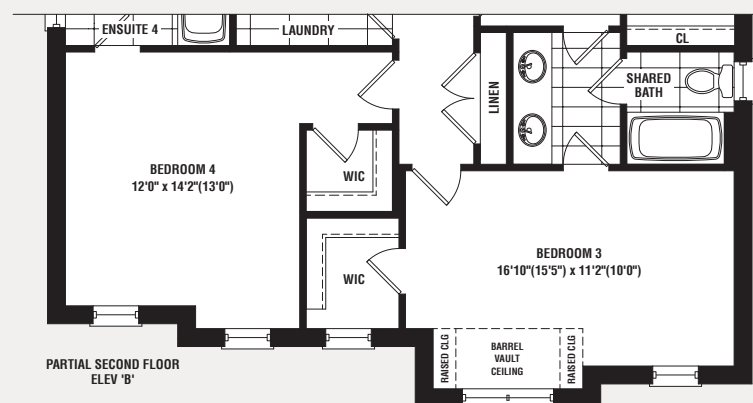 ENSUITE 4
LAUNDRY
CL
LINEN
SHARED
BATH
BEDROOM 4
12'0" x 14'2"(13'0")
WIC
WIC
BEDROOM 3
16'10"(15'5") x 11'2"(10'0")
RAISED CLG
BARREL
VAULT
CEILING
RAISED CLG
PARTIAL SECOND FLOOR
ELEV 'B'